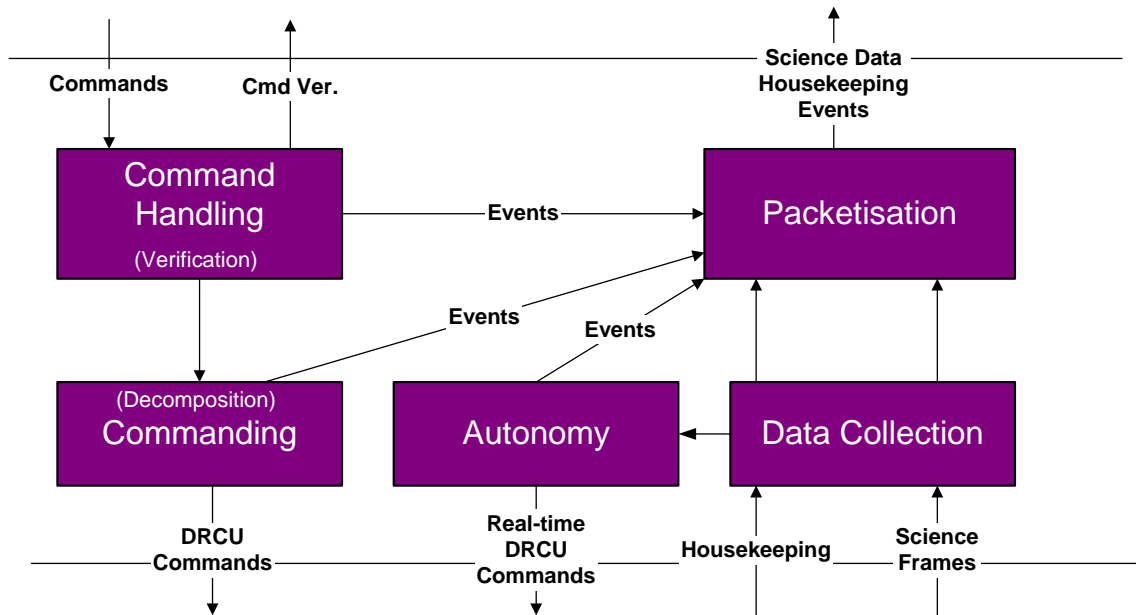 Commands
Cmd Ver.
Science Data
Housekeeping
Events
Command
Handling
(Verification)
Events
Packetisation
Events
Events
(Decomposition)
Commanding
Autonomy
Data Collection
DRCU
Commands
Real-time
DRCU
Commands
Housekeeping
Science
Frames